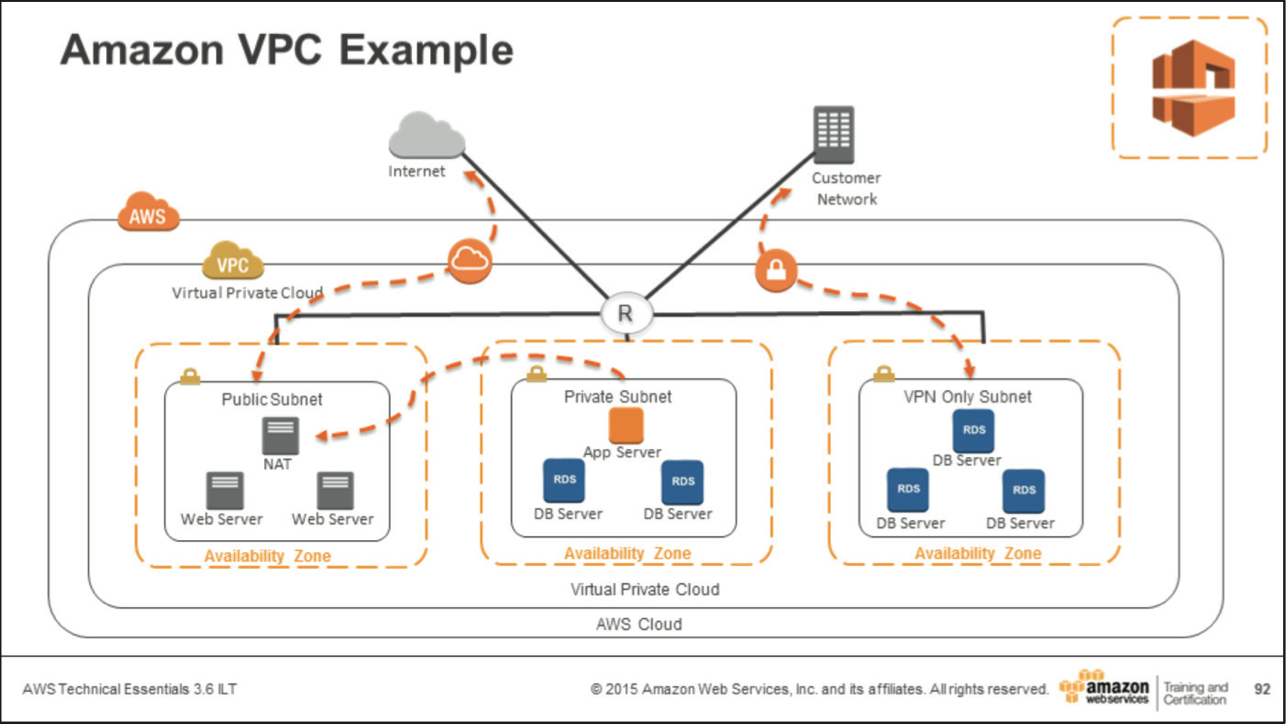 Amazon VPC Example
Internet
Customer
Network
AWS
VPC
Virtual Private Cloud
R
Public Subnet
NAT
Web Server
Web Server
Availability Zone
Private Subnet
App Server
RDS
RDS
DB Server
DB Server
Availability Zone
VPN Only Subnet
RDS
DB Server
RDS
RDS
DB Server
DB Server
Availability Zone
Virtual Private Cloud
AWS Cloud
AWS Technical Essentials 3.6 ILT
© 2015 Amazon Web Services, Inc. and its affiliates. All rights reserved.
amazon
web services
Training and
Certification
92